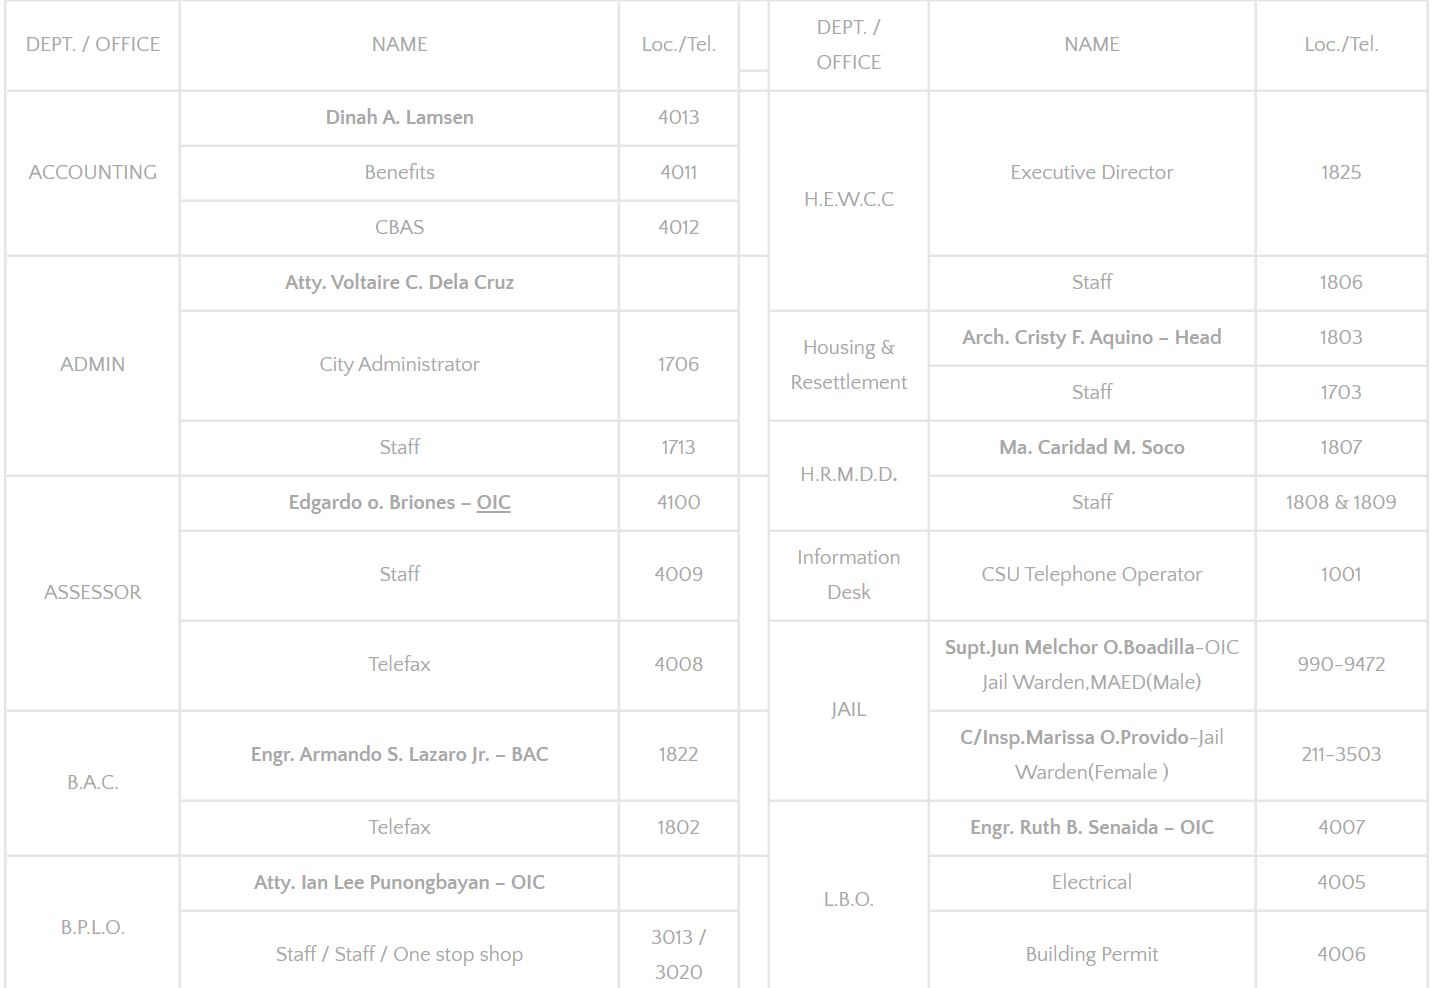 DEPT. / OFFICE NAME Loc./Tel.
ACCOUNTING
Dinah A. Lamsen 4013
Benefits 4011
CBAS 4012
ADMIN
Atty. Voltaire C. Dela Cruz
City Administrator 1706
Staff 1713
ASSESSOR
Edgardo o. Briones – OIC 4100
Staff 4009
Telefax 4008
B.A.C.
Engr. Armando S. Lazaro Jr. – BAC 1822
Telefax 1802
B.P.L.O.
Atty. Ian Lee Punongbayan – OIC
Staff / Staff / One stop shop 3013 /
3020
DEPT. /
OFFICE NAME Loc./Tel.
H.E.W.C.C
Executive Director 1825
Staff 1806
Housing &
Resettlement
Arch. Cristy F. Aquino – Head 1803
Staff 1703
H.R.M.D.D.
Ma. Caridad M. Soco 1807
Staff 1808 & 1809
Information
Desk
CSU Telephone Operator 1001
JAIL
Supt.Jun Melchor O.Boadilla-OIC
Jail Warden,MAED(Male) 990-9472
C/Insp.Marissa O.Provido-Jail
Warden(Female ) 211-3503
L.B.O.
Engr. Ruth B. Senaida – OIC 4007
Electrical 4005
Building Permit 4006